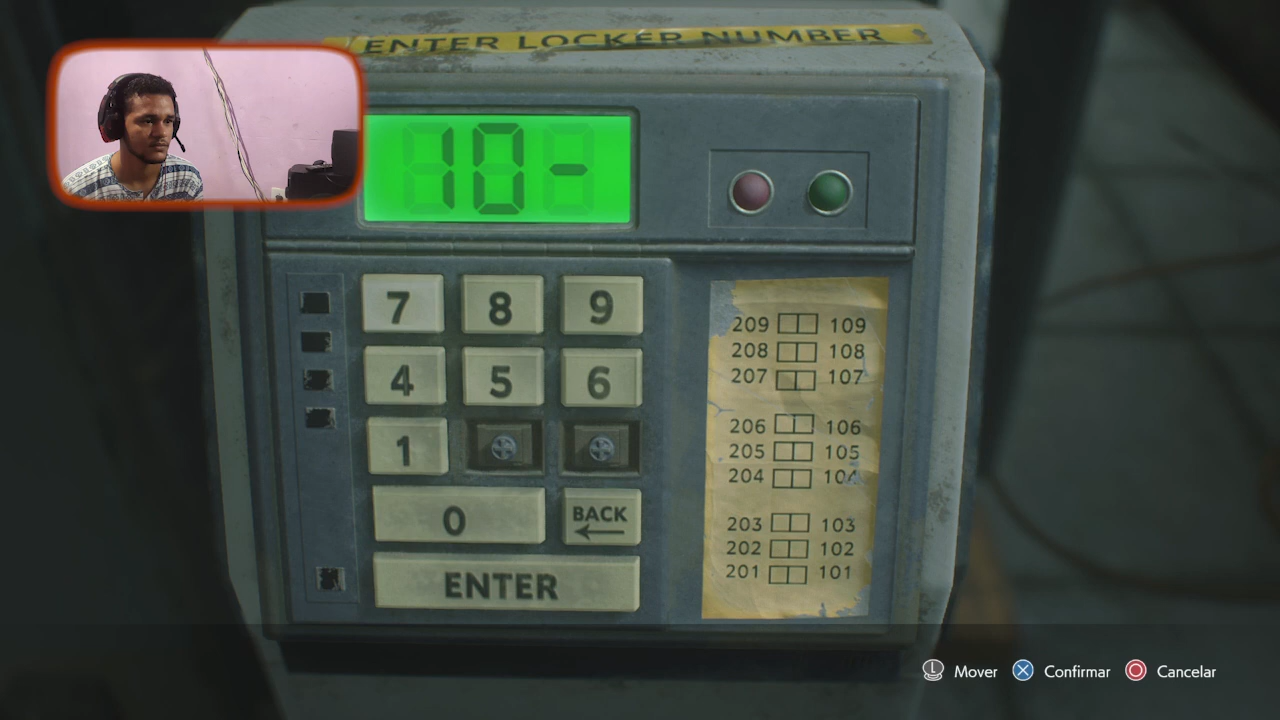 ENTER LOCKER NUMBER
10-
7 8 9
4 5 6
1
0 BACK
ENTER
209 109
208 108
207 107
206 106
205 105
204 104
203 103
202 102
201 101
L Mover Confirmar Cancelar